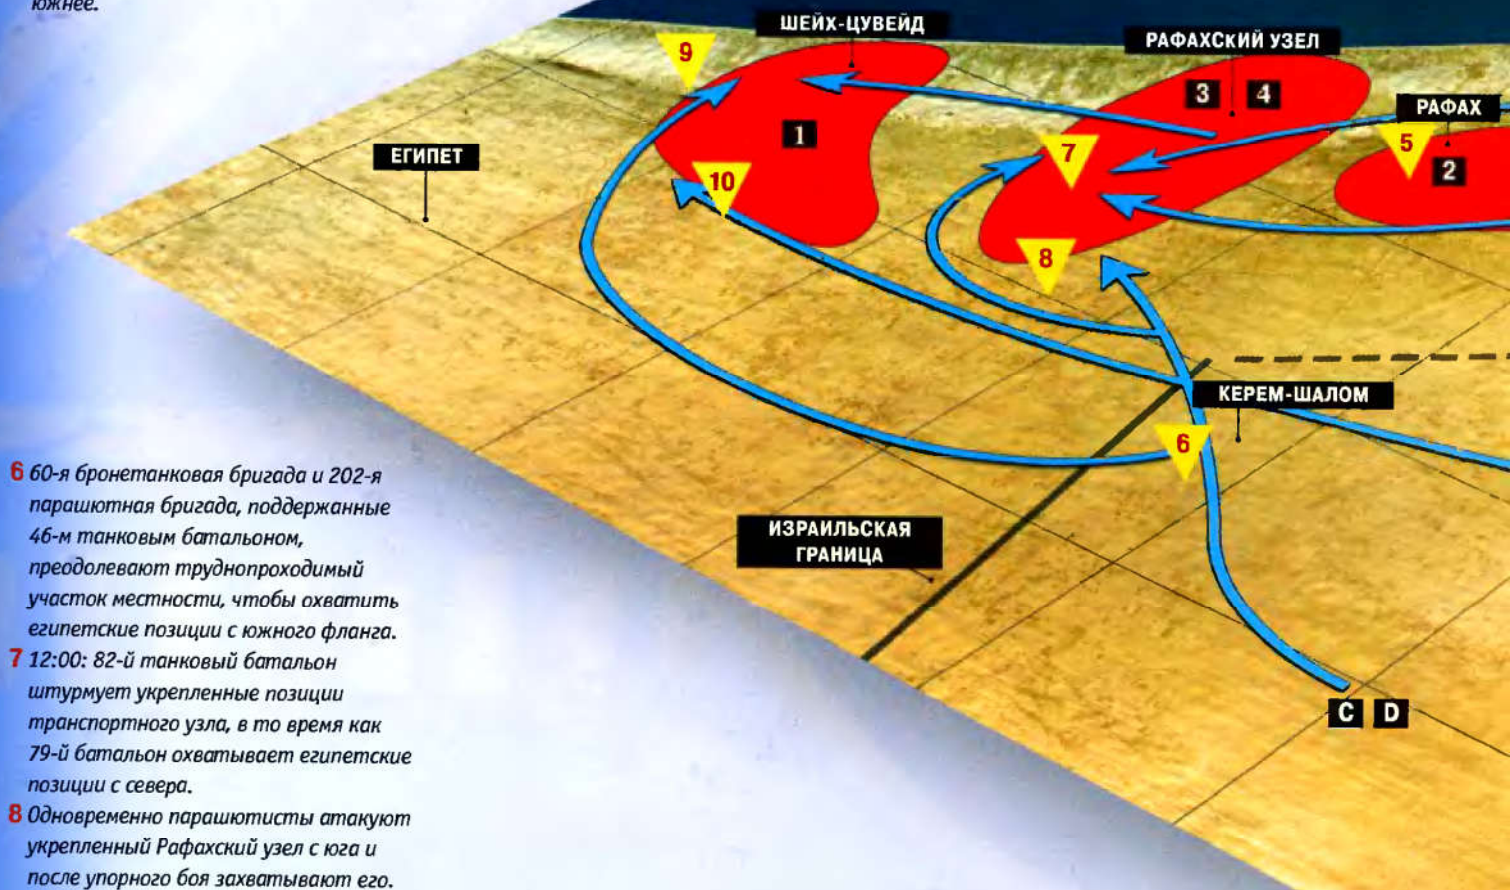 южнее.
ШЕЙХ-ЦУВЕЙД
РАФАХСКИЙ УЗЕЛ
РАФАХ
ЕГИПЕТ
9
3 4
7
5
2
1
10
8
КЕРЕМ-ШАЛОМ
6
ИЗРАИЛЬСКАЯ
ГРАНИЦА
C D
6 60-я бронетанковая бригада и 202-я
парашютная бригада, поддержанные
46-м танковым батальоном,
преодолевают труднопроходимый
участок местности, чтобы охватить
египетские позиции с южного фланга.
7 12:00: 82-й танковый батальон
штурмует укрепленные позиции
транспортного узла, в то время как
79-й батальон охватывает египетские
позиции с севера.
8 Одновременно парашютисты атакуют
укрепленный Рафахский узел с юга и
после упорного боя захватывают его.